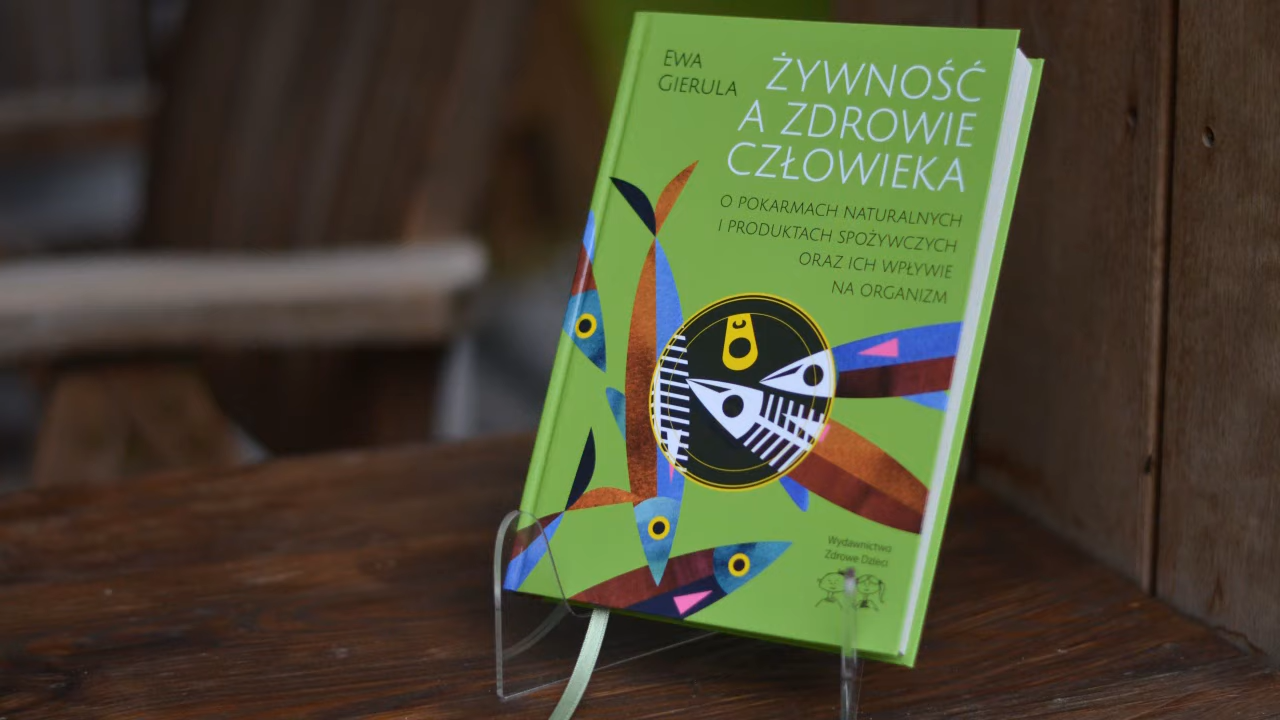 EWA
GIERULA
ŻYWNOŚĆ
A ZDROWIE
CZŁOWIEKA
O POKARMACH NATURALNYCH
I PRODUKTACH SPOŻYWCZYCH
ORAZ ICH WPŁYWIE
NA ORGANIZM
Wydawnictwo
Zdrowe Dzieci